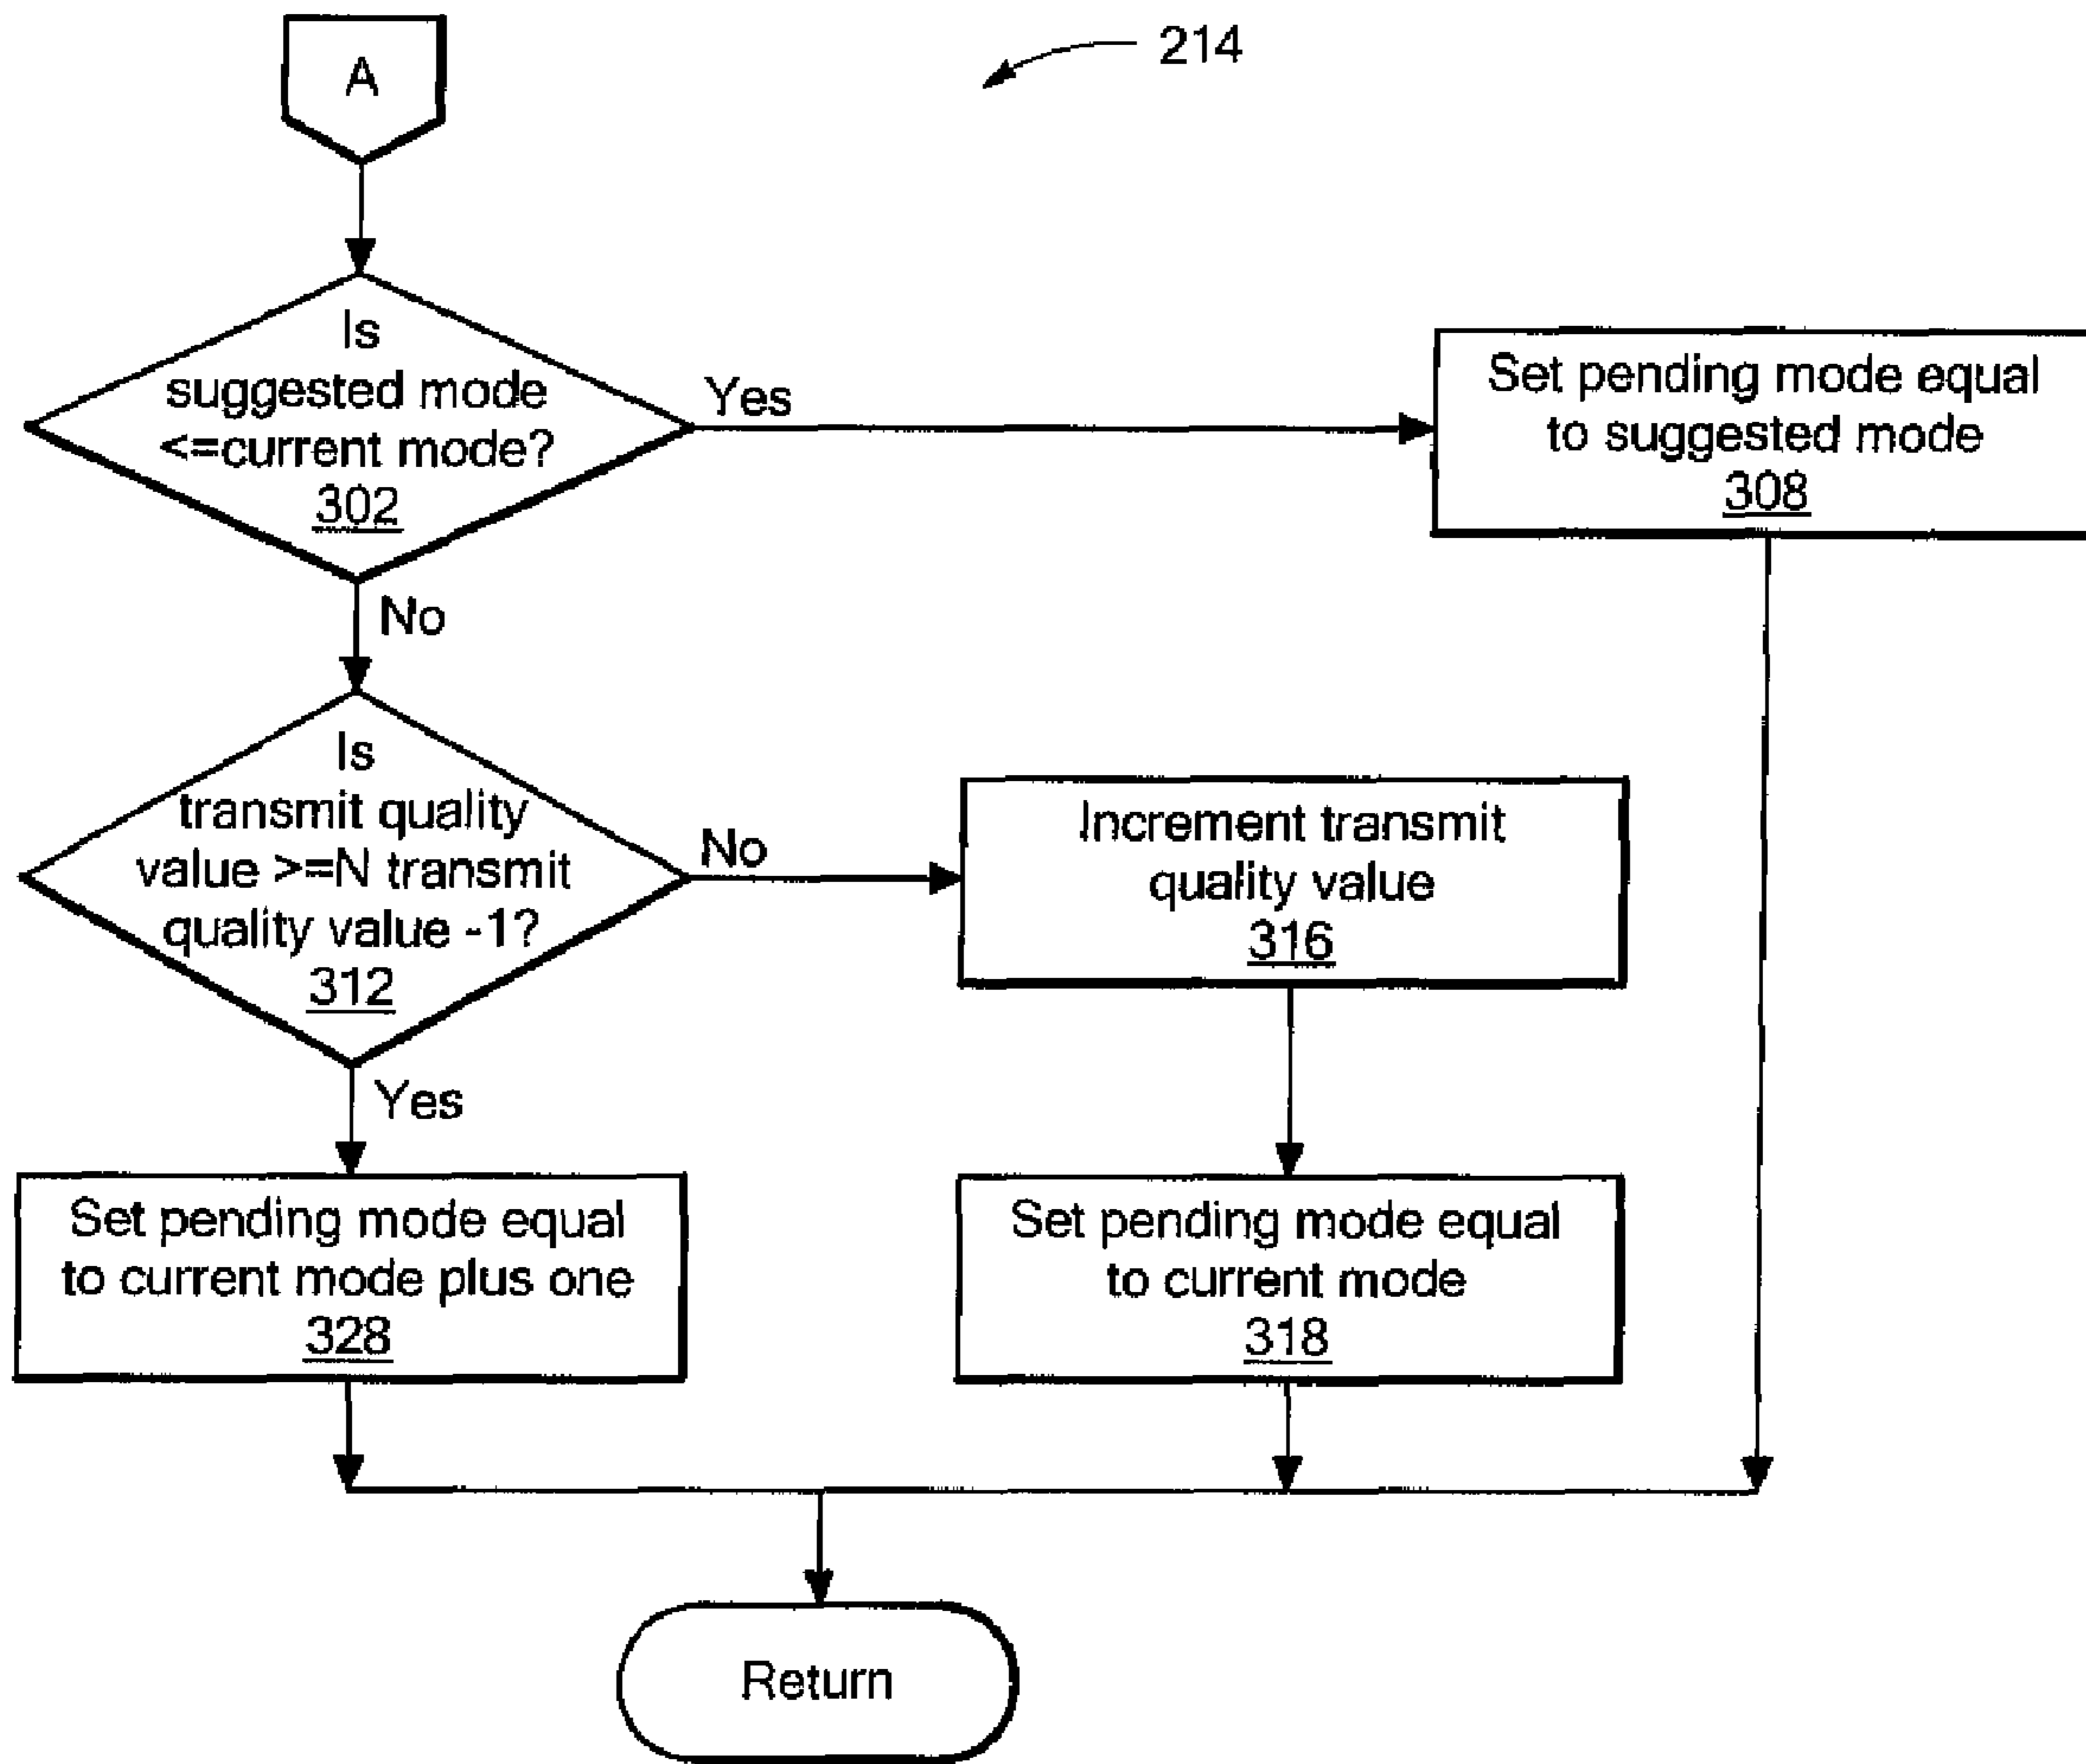 A
214
Is
suggested mode
<=current mode?
302
Yes
Set pending mode equal
to suggested mode
308
No
Is
transmit quality
value >=N transmit
quality value -1?
312
No
Increment transmit
quality value
316
Yes
Set pending mode equal
to current mode plus one
328
Set pending mode equal
to current mode
318
Return